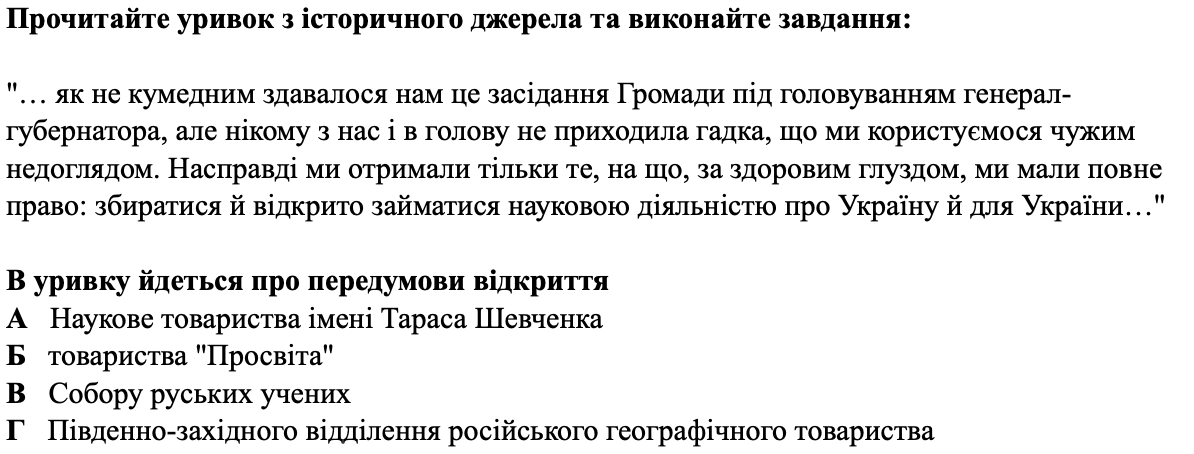 Прочитайте уривок з історичного джерела та виконайте завдання:
"… як не кумедним здавалося нам це засідання Громади під головуванням генерал-
губернатора, але нікому з нас і в голову не приходила гадка, що ми користуємося чужим
недоглядом. Насправді ми отримали тільки те, на що, за здоровим глуздом, ми мали повне
право: збиратися й відкрито займатися науковою діяльністю про Україну й для України…"
В уривку йдеться про передумови відкриття
А Наукове товариства імені Тараса Шевченка
Б товариства "Просвіта"
В Собору руських учених
Г Південно-західного відділення російського географічного товариства